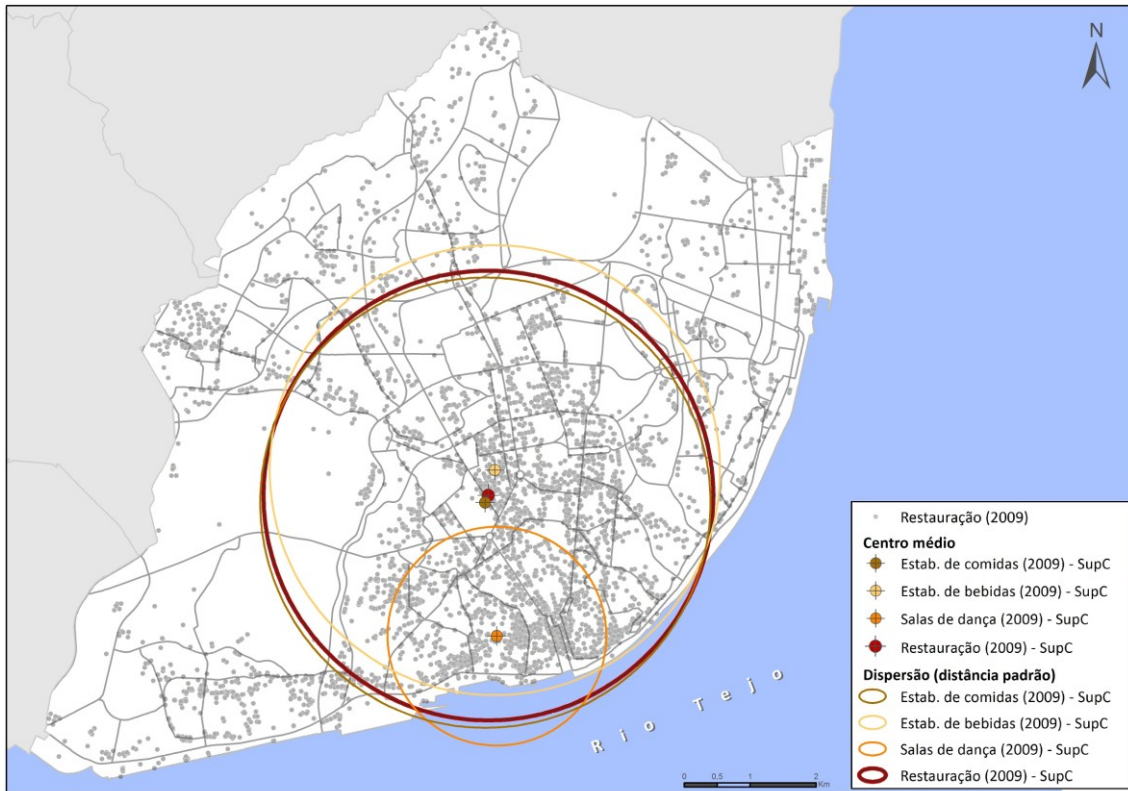 N
Restauração (2009)
Centro médio
Estab. de comidas (2009) - SupC
Estab. de bebidas (2009) - SupC
Salas de dança (2009) - SupC
Restauração (2009) - SupC
Dispersão (distância padrão)
Estab. de comidas (2009) - SupC
Estab. de bebidas (2009) - SupC
Salas de dança (2009) - SupC
Restauração (2009) - SupC
Rio Tejo
0 0,5 1 2
Km